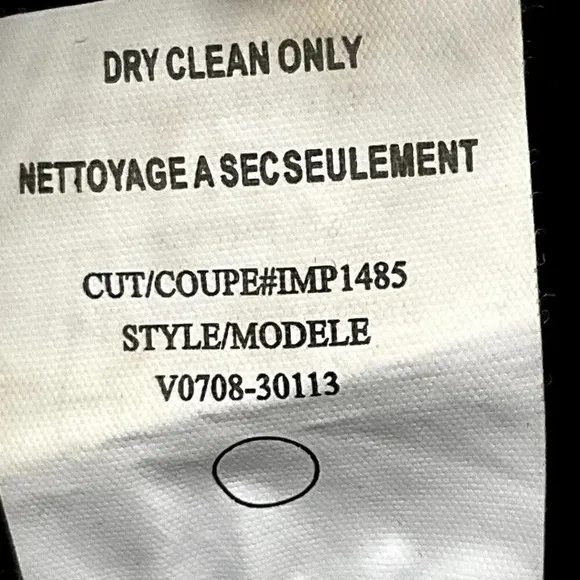 DRY CLEAN ONLY
NETTOYAGE A SEC SEULEMENT
CUT/COUPE#IMP1485
STYLE/MODELE
V0708-30113